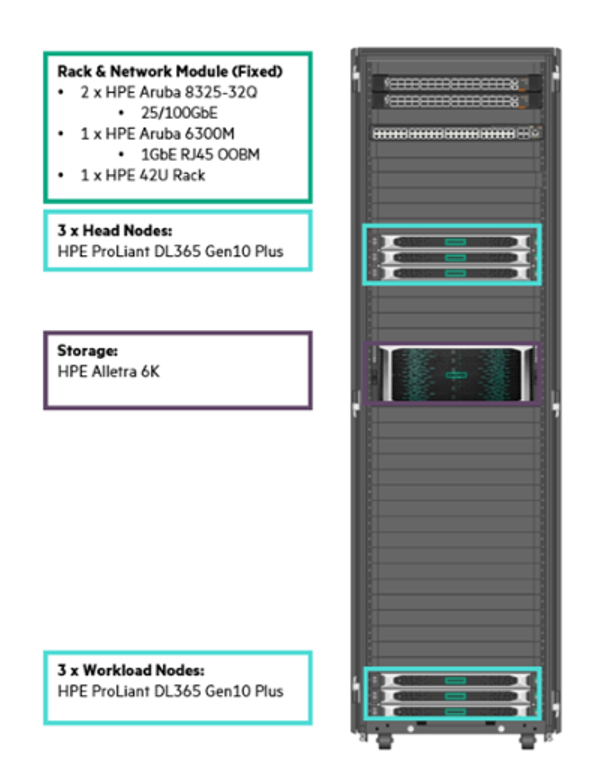 Rack & Network Module (Fixed)
• 2 x HPE Aruba 8325-32Q
• 25/100GbE
• 1 x HPE Aruba 6300M
• 1GbE RJ45 OOBM
• 1 x HPE 42U Rack
3 x Head Nodes:
HPE ProLiant DL365 Gen10 Plus
Storage:
HPE Alletra 6K
3 x Workload Nodes:
HPE ProLiant DL365 Gen10 Plus